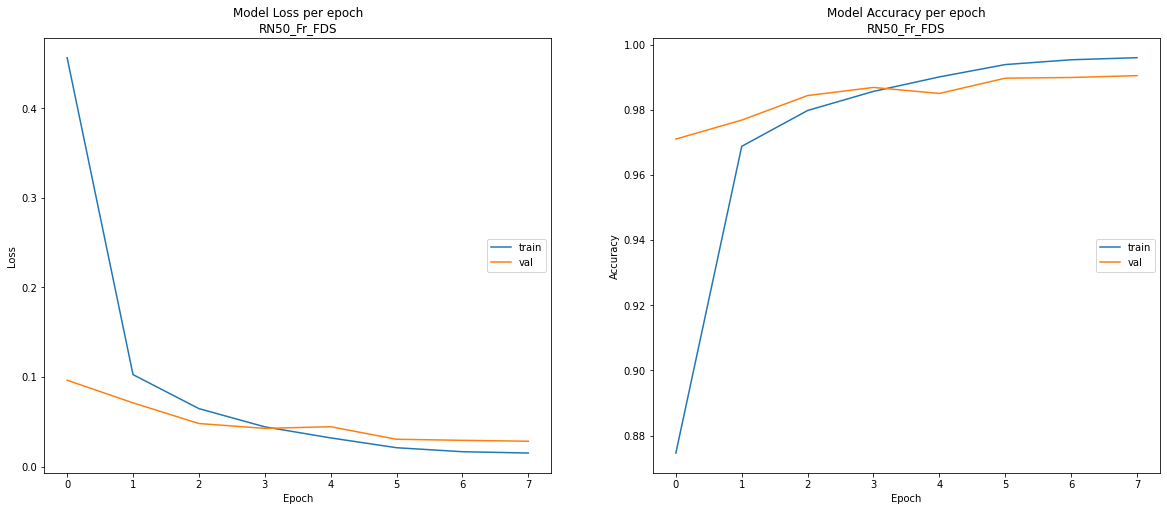 Model Loss per epoch
RN50_Fr_FDS
0.4
0.3
0.2
0.1
0.0
Loss
0 1 2 3 4 5 6 7
Epoch
train
val
Model Accuracy per epoch
RN50_Fr_FDS
1.00
0.98
0.96
0.94
0.92
0.90
0.88
Accuracy
0 1 2 3 4 5 6 7
Epoch
train
val